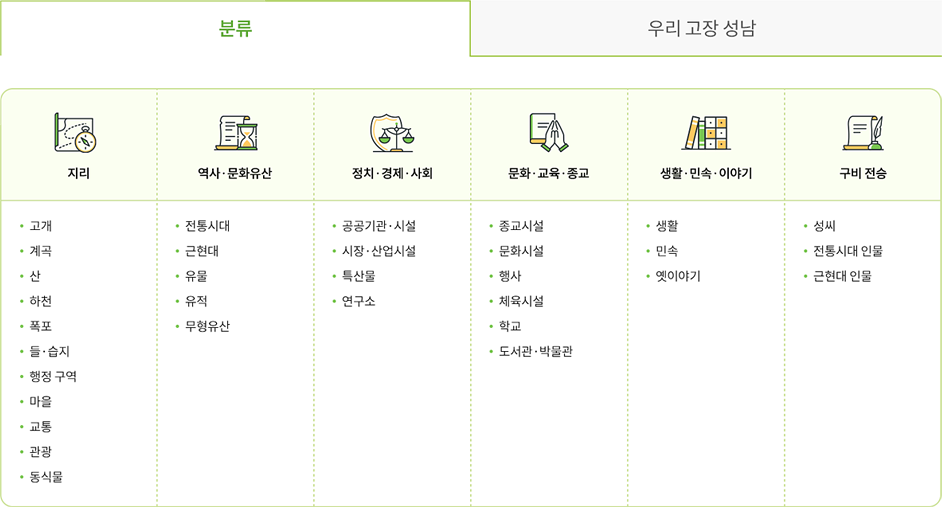 분류
우리 고장 성남
지리
역사·문화유산
정치·경제·사회
문화·교육·종교
생활·민속·이야기
구비 전승
• 고개
• 계곡
• 산
• 하천
• 폭포
• 들·습지
• 행정 구역
• 마을
• 교통
• 관광
• 동식물
• 전통시대
• 근현대
• 유물
• 유적
• 무형유산
• 공공기관·시설
• 시장·산업시설
• 특산물
• 연구소
• 종교시설
• 문화시설
• 행사
• 체육시설
• 학교
• 도서관·박물관
• 생활
• 민속
• 옛이야기
• 성씨
• 전통시대 인물
• 근현대 인물